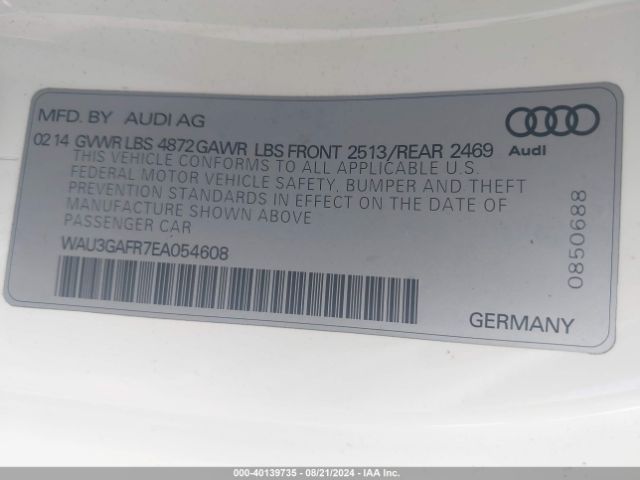 MFD. BY AUDI AG
02 14 GVWR LBS 4872 GAWR LBS FRONT 2513/REAR 2469
Audi
THIS VEHICLE CONFORMS TO ALL APPLICABLE U.S.
FEDERAL MOTOR VEHICLE SAFETY, BUMPER AND THEFT
PREVENTION STANDARDS IN EFFECT ON THE DATE OF
MANUFACTURE SHOWN ABOVE
PASSENGER CAR
WAU3GAFR7EA054608
0850688
GERMANY
000-40139735 - 08/21/2024 - IAA Inc.